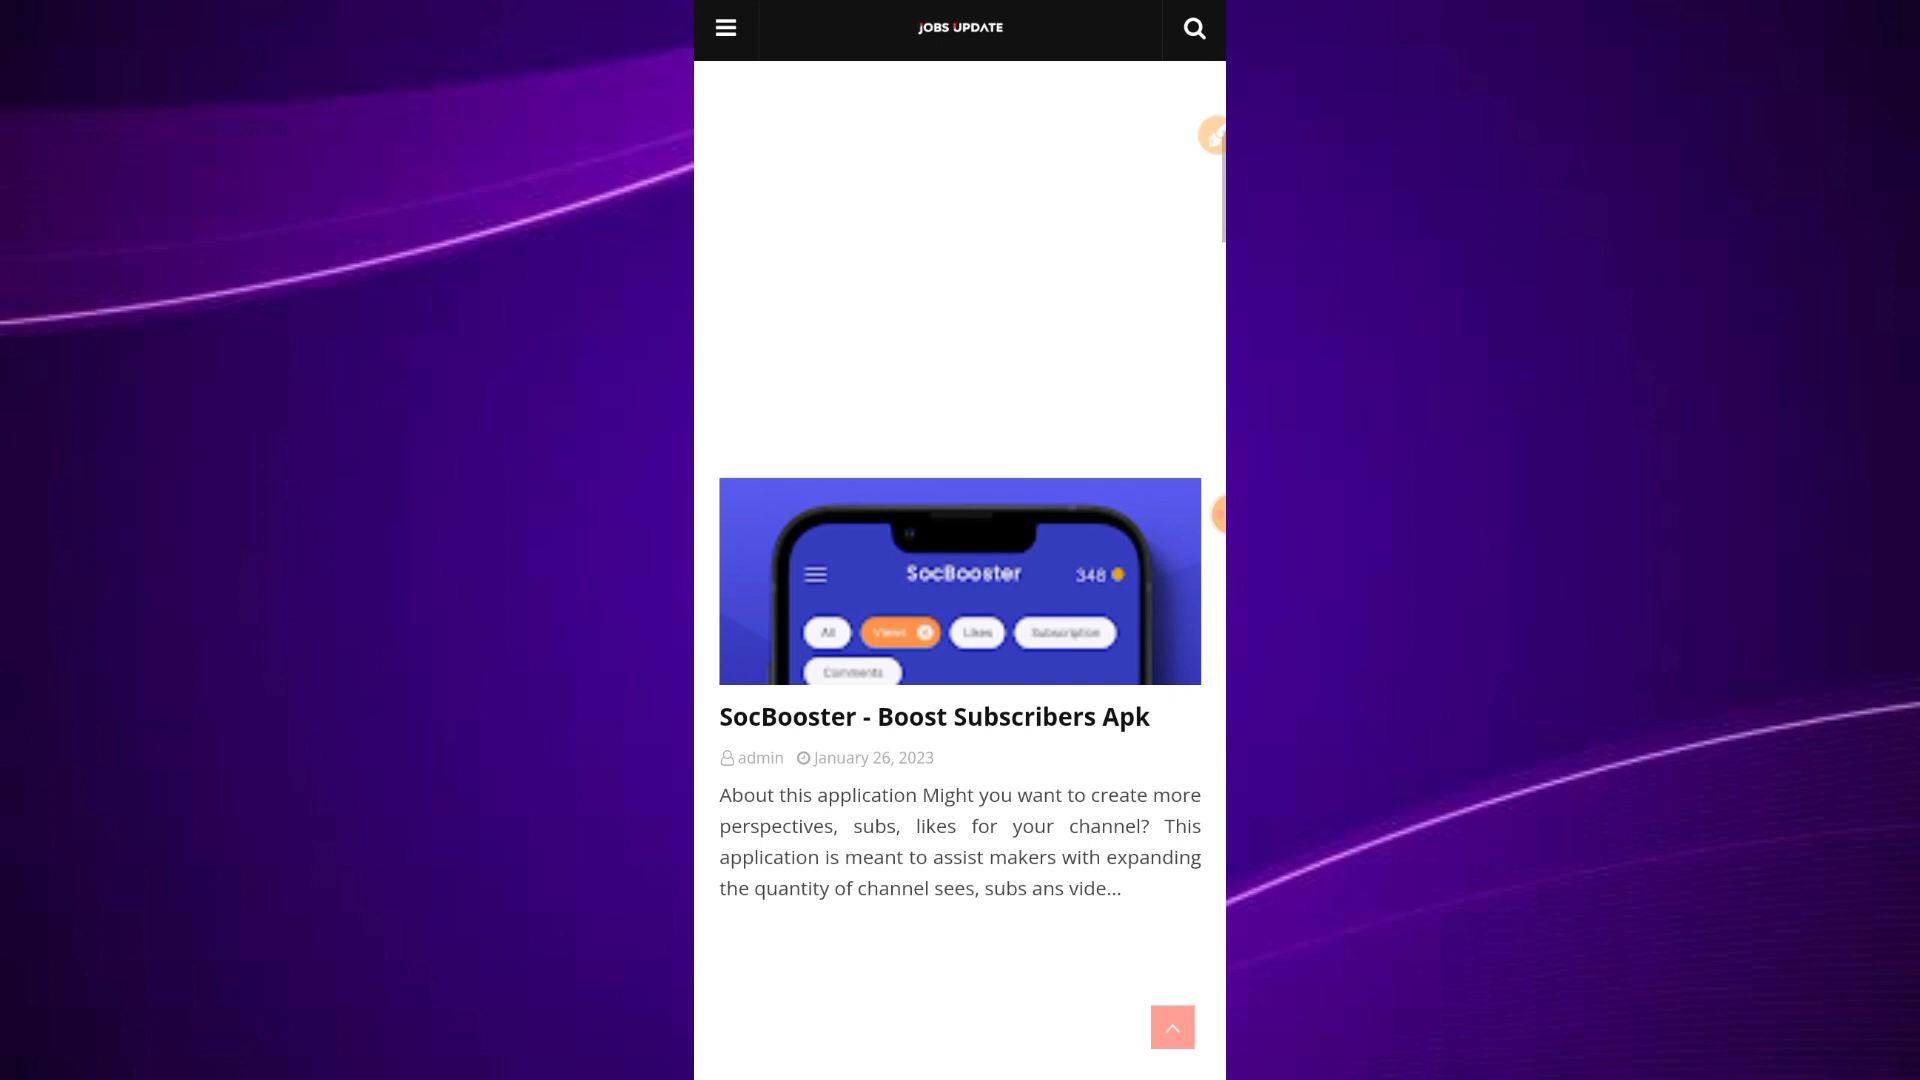 JOBS UPDATE
SocBooster
348
All
Views
Likes
Subscription
Comments
SocBooster - Boost Subscribers Apk
admin
January 26, 2023
About this application Might you want to create more
perspectives, subs, likes for your channel? This
application is meant to assist makers with expanding
the quantity of channel sees, subs ans vide...